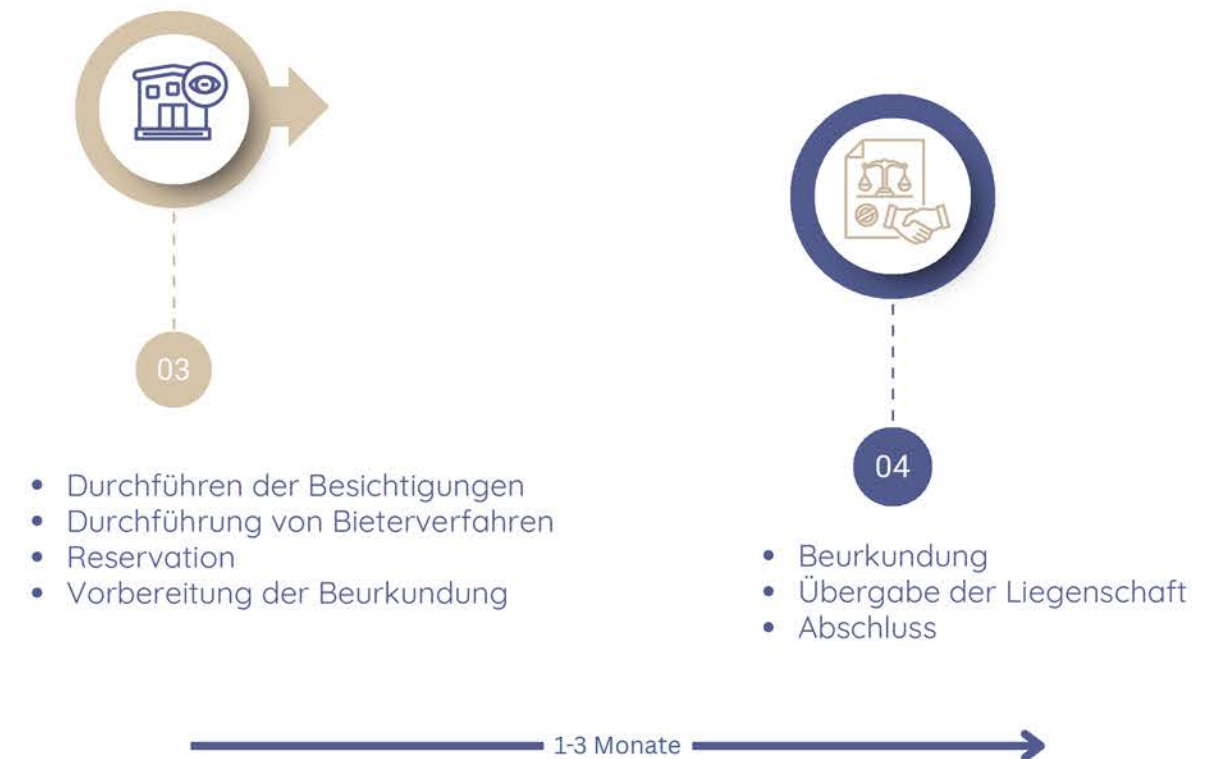 03
• Durchführen der Besichtigungen
• Durchführung von Bieterverfahren
• Reservation
• Vorbereitung der Beurkundung
04
• Beurkundung
• Übergabe der Liegenschaft
• Abschluss
1-3 Monate